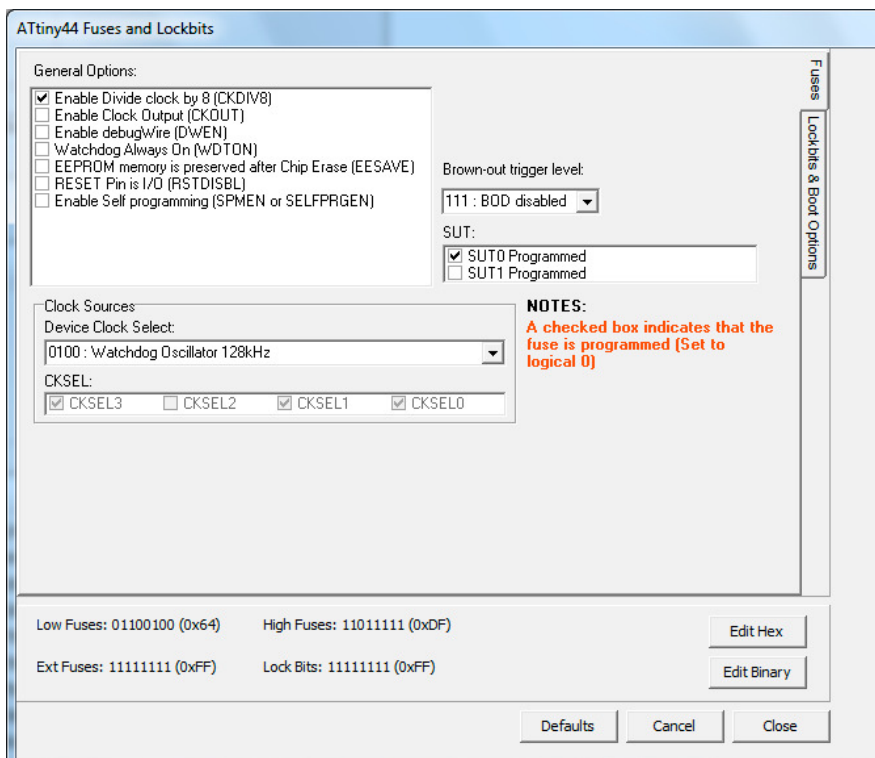 ATtiny44 Fuses and Lockbits
General Options:
Enable Divide clock by 8 (CKDIV8)
Enable Clock Output (CKOUT)
Enable debugWire (DWEN)
Watchdog Always On (WDTON)
EEPROM memory is preserved after Chip Erase (EESAVE)
RESET Pin is I/O (RSTDISBL)
Enable Self programming (SPMEN or SELFPRGEN)
Brown-out trigger level:
111 : BOD disabled
SUT:
SUT0 Programmed
SUT1 Programmed
Fuses
Lockbits & Boot Options
Clock Sources
Device Clock Select:
0100 : Watchdog Oscillator 128kHz
CKSEL:
CKSEL3 CKSEL2 CKSEL1 CKSEL0
NOTES:
A checked box indicates that the
fuse is programmed (Set to
logical 0)
Low Fuses: 01100100 (0x64) High Fuses: 11011111 (0xDF)
Edit Hex
Ext Fuses: 11111111 (0xFF) Lock Bits: 11111111 (0xFF)
Edit Binary
Defaults Cancel Close